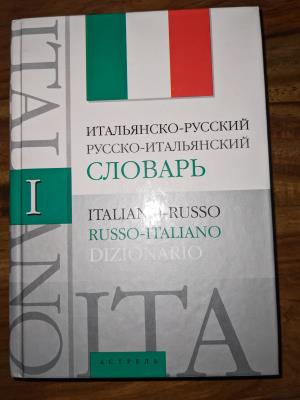 ИТАЛЬЯНСКО-РУССКИЙ
РУССКО-ИТАЛЬЯНСКИЙ
СЛОВАРЬ
I
ITALIANO-RUSSO
RUSSO-ITALIANO
DIZIONARIO
ITALIANO
ITA
АСТРЕЛЬ